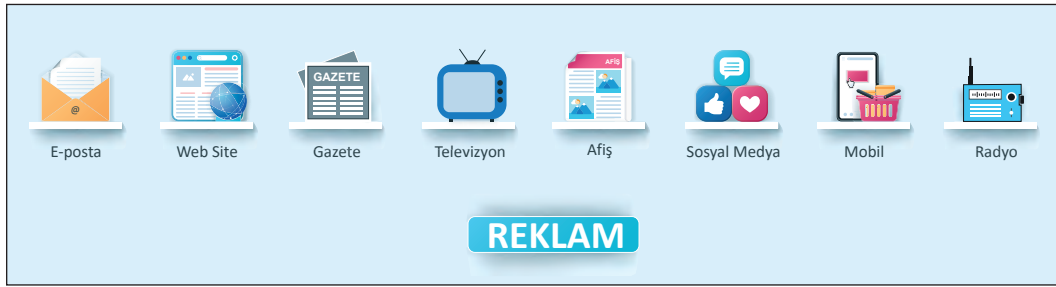 @
GAZETE
AFİŞ
E-posta
Web Site
Gazete
Televizyon
Afiş
Sosyal Medya
Mobil
Radyo
REKLAM